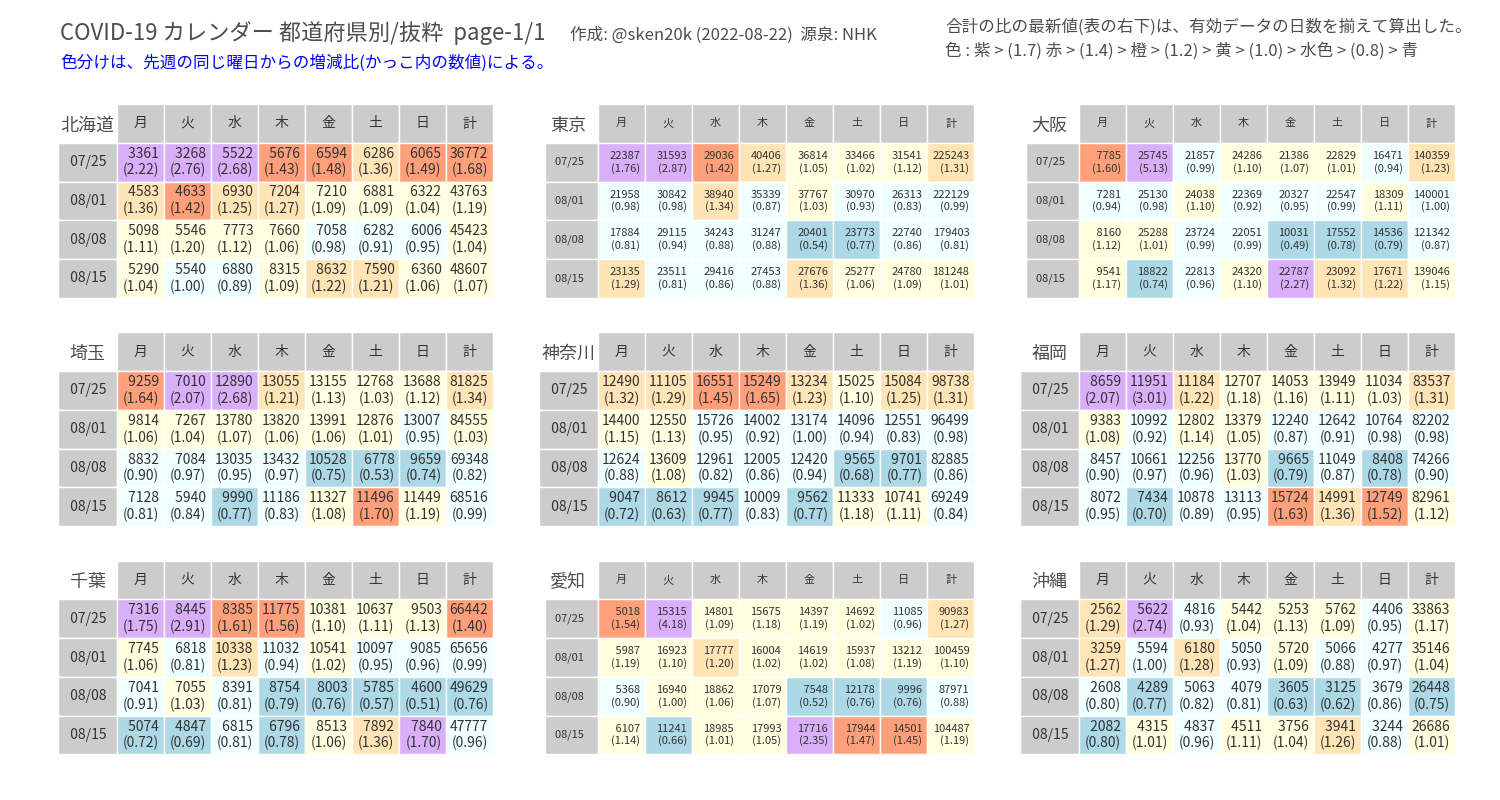 COVID-19 カレンダー 都道府県別/抜粋 page-1/1 作成: @sken20k (2022-08-22) 源泉: NHK
合計の比の最新値(表の右下)は、有効データの日数を揃えて算出した。
色 : 紫 > (1.7) 赤 > (1.4) > 橙 > (1.2) > 黄 > (1.0) > 水色 > (0.8) > 青
色分けは、先週の同じ曜日からの増減比(かっこ内の数値)による。
北海道 月 火 水 木 金 土 日 計
07/25 3361 3268 5522 5676 6594 6286 6065 36772
(2.22) (2.76) (2.68) (1.43) (1.48) (1.36) (1.49) (1.68)
08/01 4583 4633 6930 7204 7210 6881 6322 43763
(1.36) (1.42) (1.25) (1.27) (1.09) (1.09) (1.04) (1.19)
08/08 5098 5546 7773 7660 7058 6282 6006 45423
(1.11) (1.20) (1.12) (1.06) (0.98) (0.91) (0.95) (1.04)
08/15 5290 5540 6880 8315 8632 7590 6360 48607
(1.04) (1.00) (0.89) (1.09) (1.22) (1.21) (1.06) (1.07)
東京 月 火 水 木 金 土 日 計
07/25 22387 31593 29036 40406 36814 33466 31541 225243
(1.76) (2.87) (1.42) (1.27) (1.05) (1.02) (1.12) (1.31)
08/01 21958 30842 38940 35339 37767 30970 26313 222129
(0.98) (0.98) (1.34) (0.87) (1.03) (0.93) (0.83) (0.99)
08/08 17884 29115 34243 31247 20401 23773 22740 179403
(0.81) (0.94) (0.88) (0.88) (0.54) (0.77) (0.86) (0.81)
08/15 23135 23511 29416 27453 27676 25277 24780 181248
(1.29) (0.81) (0.86) (0.88) (1.36) (1.06) (1.09) (1.01)
大阪 月 火 水 木 金 土 日 計
07/25 7785 25745 21857 24286 21386 22829 16471 140359
(1.60) (5.13) (0.99) (1.10) (1.07) (1.01) (0.94) (1.23)
08/01 7281 25130 24038 22369 20327 22547 18309 140001
(0.94) (0.98) (1.10) (0.92) (0.95) (0.99) (1.11) (1.00)
08/08 8160 25288 23724 22051 10031 17552 14536 121342
(1.12) (1.01) (0.99) (0.99) (0.49) (0.78) (0.79) (0.87)
08/15 9541 18822 22813 24320 22787 23092 17671 139046
(1.17) (0.74) (0.96) (1.10) (2.27) (1.32) (1.22) (1.15)
埼玉 月 火 水 木 金 土 日 計
07/25 9259 7010 12890 13055 13155 12768 13688 81825
(1.64) (2.07) (2.68) (1.21) (1.13) (1.03) (1.12) (1.34)
08/01 9814 7267 13780 13820 13991 12876 13007 84555
(1.06) (1.04) (1.07) (1.06) (1.06) (1.01) (0.95) (1.03)
08/08 8832 7084 13035 13432 10528 6778 9659 69348
(0.90) (0.97) (0.95) (0.97) (0.75) (0.53) (0.74) (0.82)
08/15 7128 5940 9990 11186 11327 11496 11449 68516
(0.81) (0.84) (0.77) (0.83) (1.08) (1.70) (1.19) (0.99)
神奈川 月 火 水 木 金 土 日 計
07/25 12490 11105 16551 15249 13234 15025 15084 98738
(1.32) (1.29) (1.45) (1.65) (1.23) (1.10) (1.25) (1.31)
08/01 14400 12550 15726 14002 13174 14096 12551 96499
(1.15) (1.13) (0.95) (0.92) (1.00) (0.94) (0.83) (0.98)
08/08 12624 13609 12961 12005 12420 9565 9701 82885
(0.88) (1.08) (0.82) (0.86) (0.94) (0.68) (0.77) (0.86)
08/15 9047 8612 9945 10009 9562 11333 10741 69249
(0.72) (0.63) (0.77) (0.83) (0.77) (1.18) (1.11) (0.84)
福岡 月 火 水 木 金 土 日 計
07/25 8659 11951 11184 12707 14053 13949 11034 83537
(2.07) (3.01) (1.22) (1.18) (1.16) (1.11) (1.03) (1.31)
08/01 9383 10992 12802 13379 12240 12642 10764 82202
(1.08) (0.92) (1.14) (1.05) (0.87) (0.91) (0.98) (0.98)
08/08 8457 10661 12256 13770 9665 11049 8408 74266
(0.90) (0.97) (0.96) (1.03) (0.79) (0.87) (0.78) (0.90)
08/15 8072 7434 10878 13113 15724 14991 12749 82961
(0.95) (0.70) (0.89) (0.95) (1.63) (1.36) (1.52) (1.12)
千葉 月 火 水 木 金 土 日 計
07/25 7316 8445 8385 11775 10381 10637 9503 66442
(1.75) (2.91) (1.61) (1.56) (1.10) (1.11) (1.13) (1.40)
08/01 7745 6818 10338 11032 10541 10097 9085 65656
(1.06) (0.81) (1.23) (0.94) (1.02) (0.95) (0.96) (0.99)
08/08 7041 7055 8391 8754 8003 5785 4600 49629
(0.91) (1.03) (0.81) (0.79) (0.76) (0.57) (0.51) (0.76)
08/15 5074 4847 6815 6796 8513 7892 7840 47777
(0.72) (0.69) (0.81) (0.78) (1.06) (1.36) (1.70) (0.96)
愛知 月 火 水 木 金 土 日 計
07/25 5018 15315 14801 15675 14397 14692 11085 90983
(1.54) (4.18) (1.09) (1.18) (1.19) (1.02) (0.96) (1.27)
08/01 5987 16923 17777 16004 14619 15937 13212 100459
(1.19) (1.10) (1.20) (1.02) (1.02) (1.08) (1.19) (1.10)
08/08 5368 16940 18862 17079 7548 12178 9996 87971
(0.90) (1.00) (1.06) (1.07) (0.52) (0.76) (0.76) (0.88)
08/15 6107 11241 18985 17993 17716 17944 14501 104487
(1.14) (0.66) (1.01) (1.05) (2.35) (1.47) (1.45) (1.19)
沖縄 月 火 水 木 金 土 日 計
07/25 2562 5622 4816 5442 5253 5762 4406 33863
(1.29) (2.74) (0.93) (1.04) (1.13) (1.09) (0.95) (1.17)
08/01 3259 5594 6180 5050 5720 5066 4277 35146
(1.27) (1.00) (1.28) (0.93) (1.09) (0.88) (0.97) (1.04)
08/08 2608 4289 5063 4079 3605 3125 3679 26448
(0.80) (0.77) (0.82) (0.81) (0.63) (0.62) (0.86) (0.75)
08/15 2082 4315 4837 4511 3756 3941 3244 26686
(0.80) (1.01) (0.96) (1.11) (1.04) (1.26) (0.88) (1.01)